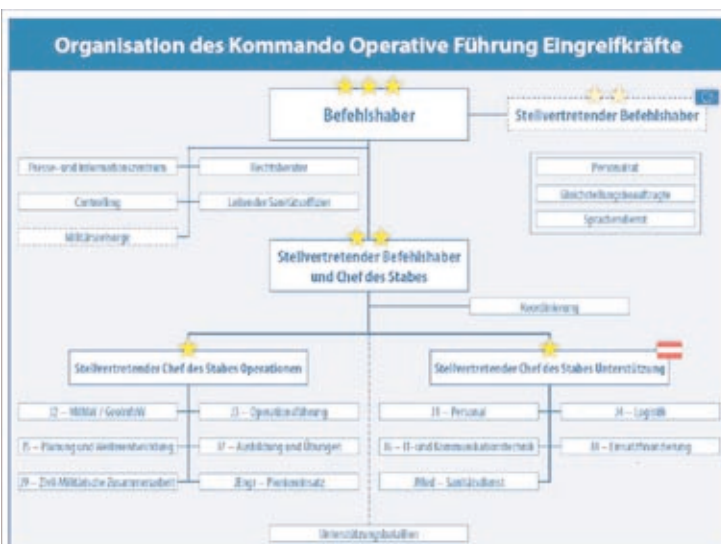 Organisation des Kommando Operative Führung Eingreifkräfte
Befehlshaber
Stellvertretender Befehlshaber
Presse- und Informationszentrum
Rechtsberater
Personalrat
Controlling
Leitender Sanitätsoffizier
Gleichstellungsbeauftragte
Militärseelsorge
Sprachendienst
Stellvertretender Befehlshaber
und Chef des Stabes
Koordinierung
Stellvertretender Chef des Stabes Operationen
Stellvertretender Chef des Stabes Unterstützung
J2 – MilNW / GeoInfoW
J3 – Operationsführung
J1 – Personal
J4 – Logistik
J5 – Planung und Weiterentwicklung
J7 – Ausbildung und Übungen
J6 – IT- und Kommunikationstechnik
J8 – Einsatzfinanzierung
J9 – Zivil-Militärische Zusammenarbeit
JEngr – Pioniereinsatz
JMed – Sanitätsdienst
Unterstützungsbataillon